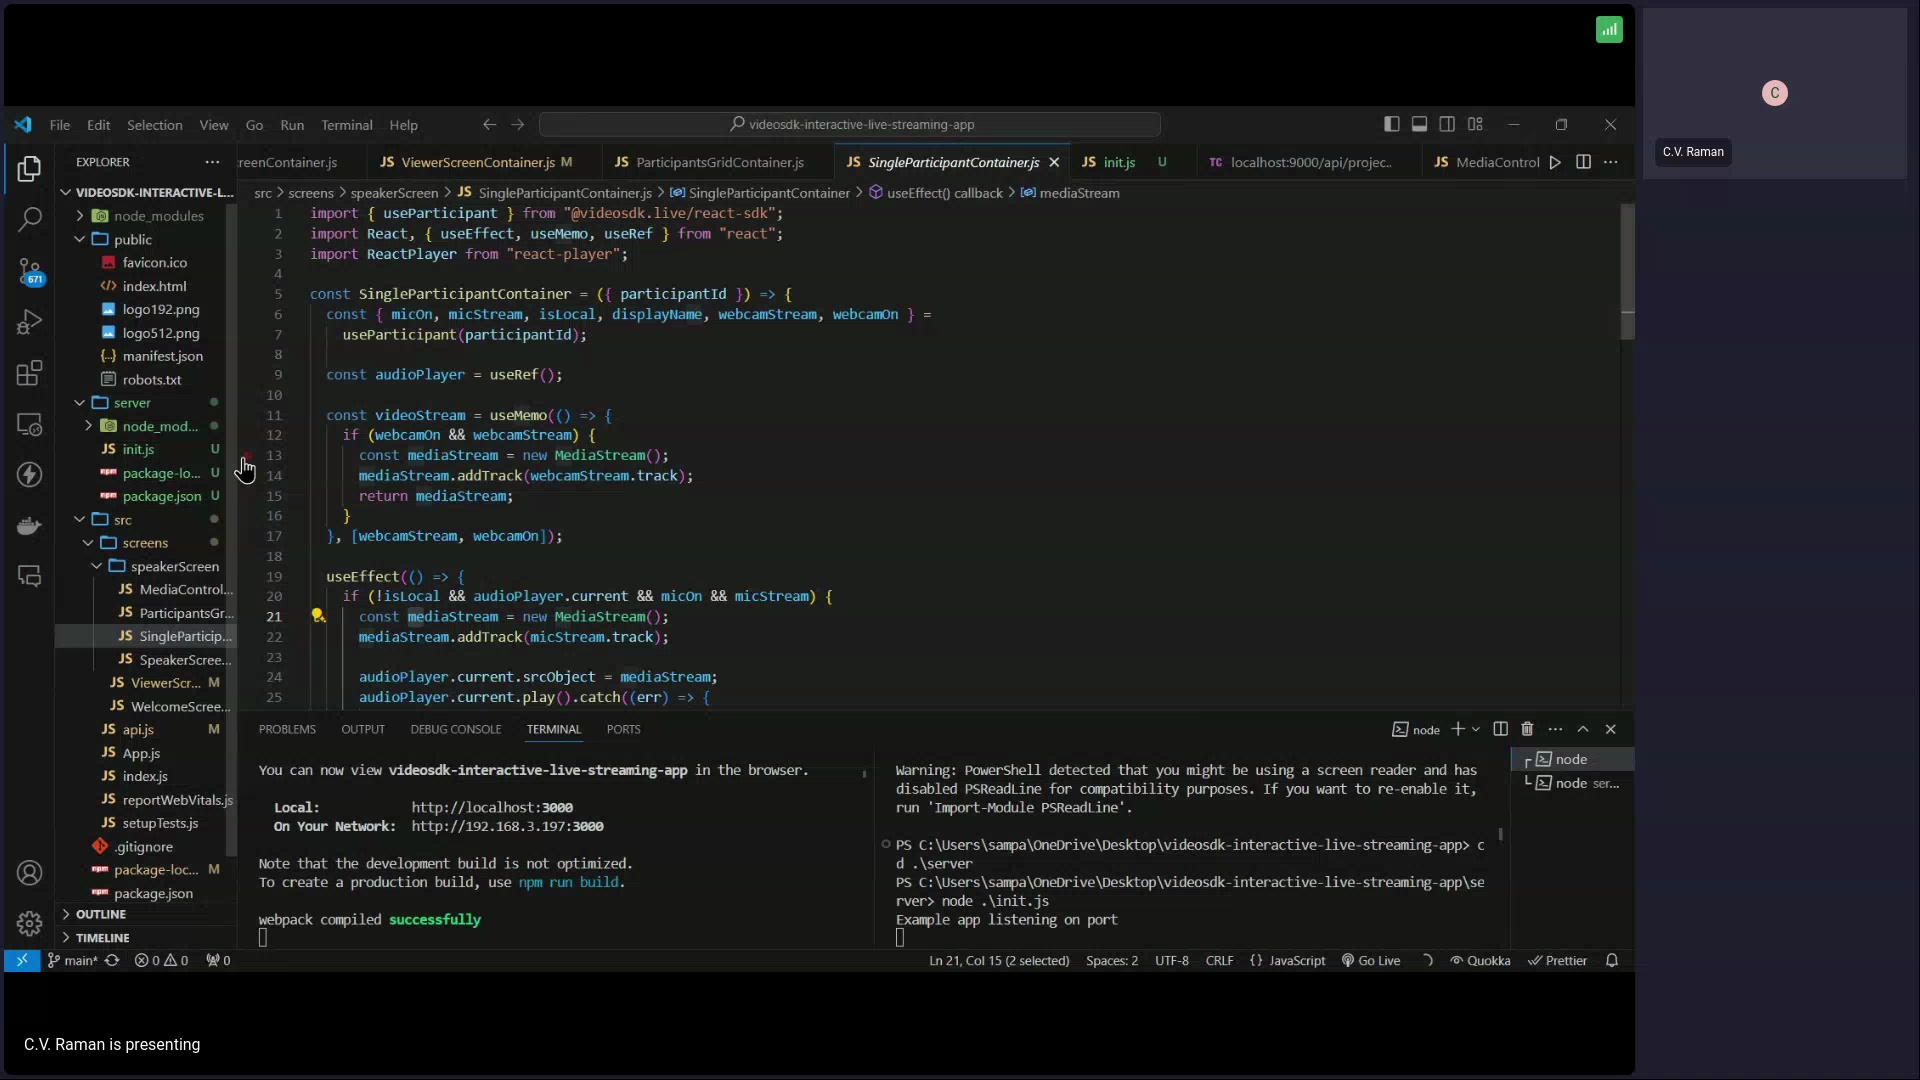 File Edit Selection View Go Run Terminal Help
videosdk-interactive-live-streaming-app
EXPLORER
reenContainer.js
JS ViewerScreenContainer.js M
JS ParticipantsGridContainer.js
JS SingleParticipantContainer.js
JS init.js U
TC localhost:9000/api/projec..
JS MediaControl
src > screens > speakerScreen > JS SingleParticipantContainer.js > SingleParticipantContainer > useEffect() callback > mediaStream
VIDEOSDK-INTERACTIVE-L...
node_modules
public
favicon.ico
index.html
logo192.png
logo512.png
manifest.json
robots.txt
server
node_mod...
JS init.js U
package-lo... U
package.json U
src
screens
speakerScreen
JS MediaControl...
JS ParticipantsGr...
JS SingleParticip...
JS SpeakerScree...
JS ViewerScr... M
JS WelcomeScree...
JS api.js M
JS App.js
JS index.js
JS reportWebVitals.js
JS setupTests.js
.gitignore
package-loc... M
package.json
OUTLINE
TIMELINE
671
1 import { useParticipant } from "@videosdk.live/react-sdk";
2 import React, { useEffect, useMemo, useRef } from "react";
3 import ReactPlayer from "react-player";
4
5 const SingleParticipantContainer = ({ participantId }) => {
6 const { micOn, micStream, isLocal, displayName, webcamStream, webcamOn } =
7 useParticipant(participantId);
8
9 const audioPlayer = useRef();
10
11 const videoStream = useMemo(() => {
12 if (webcamOn && webcamStream) {
13 const mediaStream = new MediaStream();
14 mediaStream.addTrack(webcamStream.track);
15 return mediaStream;
16 }
17 }, [webcamStream, webcamOn]);
18
19 useEffect(() => {
20 if (!isLocal && audioPlayer.current && micOn && micStream) {
21 const mediaStream = new MediaStream();
22 mediaStream.addTrack(micStream.track);
23
24 audioPlayer.current.srcObject = mediaStream;
25 audioPlayer.current.play().catch((err) => {
PROBLEMS OUTPUT DEBUG CONSOLE TERMINAL PORTS
node
You can now view videosdk-interactive-live-streaming-app in the browser.
Local: http://localhost:3000
On Your Network: http://192.168.3.197:3000
Note that the development build is not optimized.
To create a production build, use npm run build.
webpack compiled successfully
Warning: PowerShell detected that you might be using a screen reader and has
disabled PSReadLine for compatibility purposes. If you want to re-enable it,
run 'Import-Module PSReadLine'.
PS C:\Users\sampa\OneDrive\Desktop\videosdk-interactive-live-streaming-app> c
d .\server
PS C:\Users\sampa\OneDrive\Desktop\videosdk-interactive-live-streaming-app\se
rver> node .\init.js
Example app listening on port
node
node ser...
main* 0 0 0
Ln 21, Col 15 (2 selected) Spaces: 2 UTF-8 CRLF {} JavaScript Go Live Quokka Prettier
C.V. Raman is presenting
C
C.V. Raman